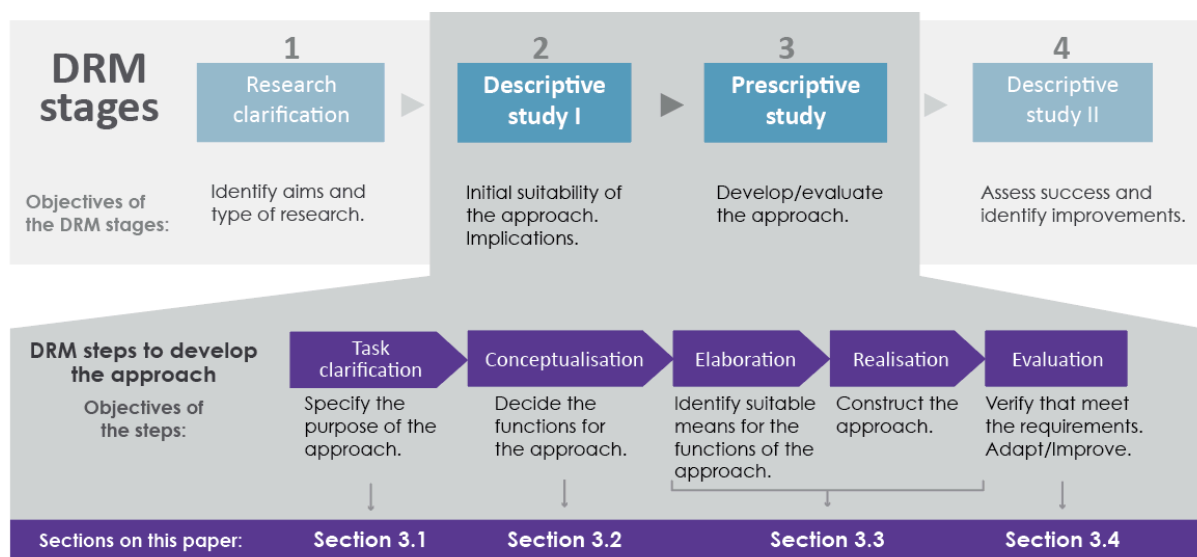 DRM
stages
1
Research
clarification
2
Descriptive
study I
3
Prescriptive
study
4
Descriptive
study II
Objectives of
the DRM stages:
Identify aims and
type of research.
Initial suitability of
the approach.
Implications.
Develop/evaluate
the approach.
Assess success and
identify improvements.
DRM steps to develop
the approach
Task
clarification
Conceptualisation
Elaboration
Realisation
Evaluation
Objectives of
the steps:
Specify the
purpose of the
approach.
Decide the
functions for
the approach.
Identify suitable
means for the
functions of the
approach.
Construct the
approach.
Verify that meet
the requirements.
Adapt/Improve.
Sections on this paper:
Section 3.1
Section 3.2
Section 3.3
Section 3.4